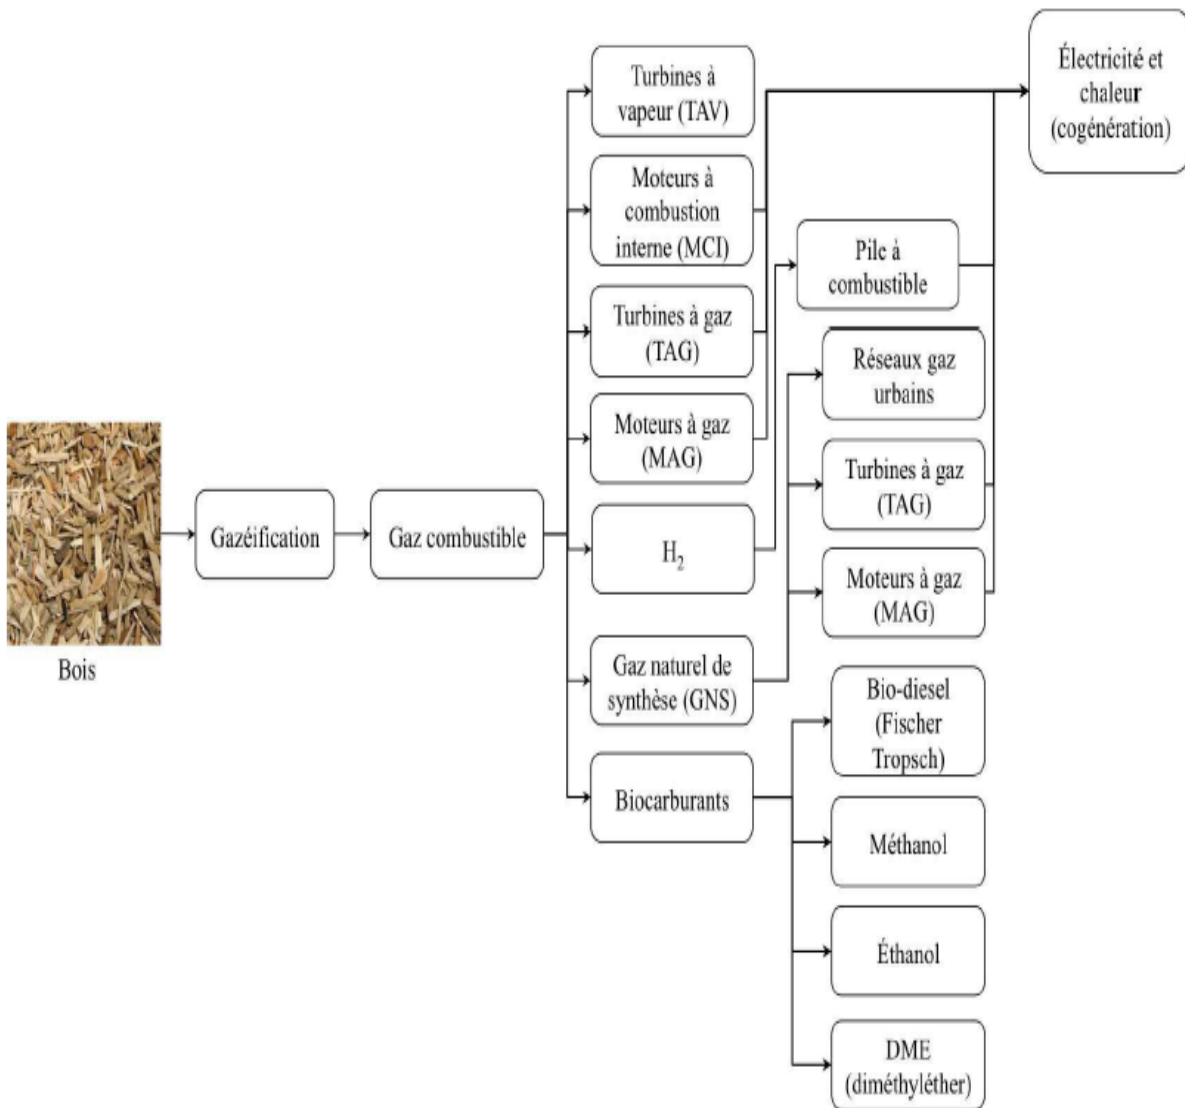 Électricité et
chaleur
(cogénération)
Turbines à
vapeur (TAV)
Moteurs à
combustion
interne (MCI)
Pile à
combustible
Turbines à gaz
(TAG)
Réseaux gaz
urbains
Moteurs à gaz
(MAG)
Turbines à gaz
(TAG)
Gazéification
Gaz combustible
H₂
Moteurs à gaz
(MAG)
Bois
Gaz naturel de
synthèse (GNS)
Bio-diesel
(Fischer
Tropsch)
Biocarburants
Méthanol
Éthanol
DME
(diméthyléther)